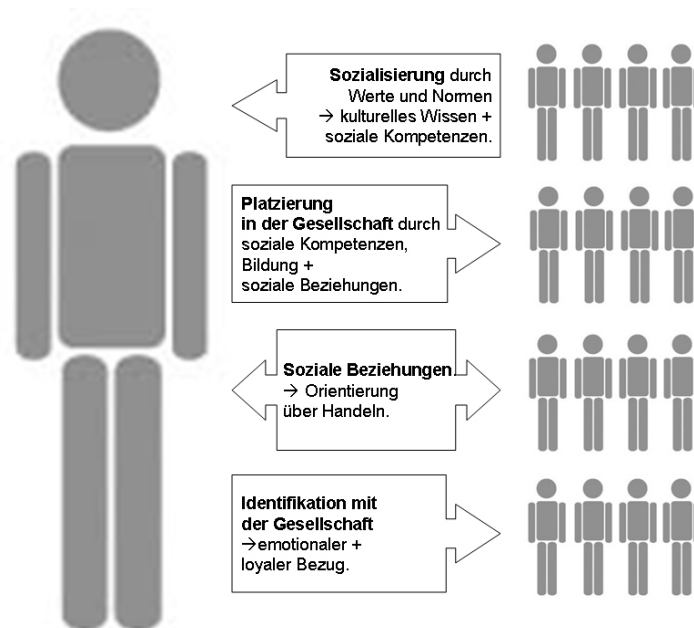 Sozialisierung durch
Werte und Normen
→ kulturelles Wissen +
soziale Kompetenzen.
Platzierung
in der Gesellschaft durch
soziale Kompetenzen,
Bildung +
soziale Beziehungen.
Soziale Beziehungen.
→ Orientierung
über Handeln.
Identifikation mit
der Gesellschaft
→emotionaler +
loyaler Bezug.